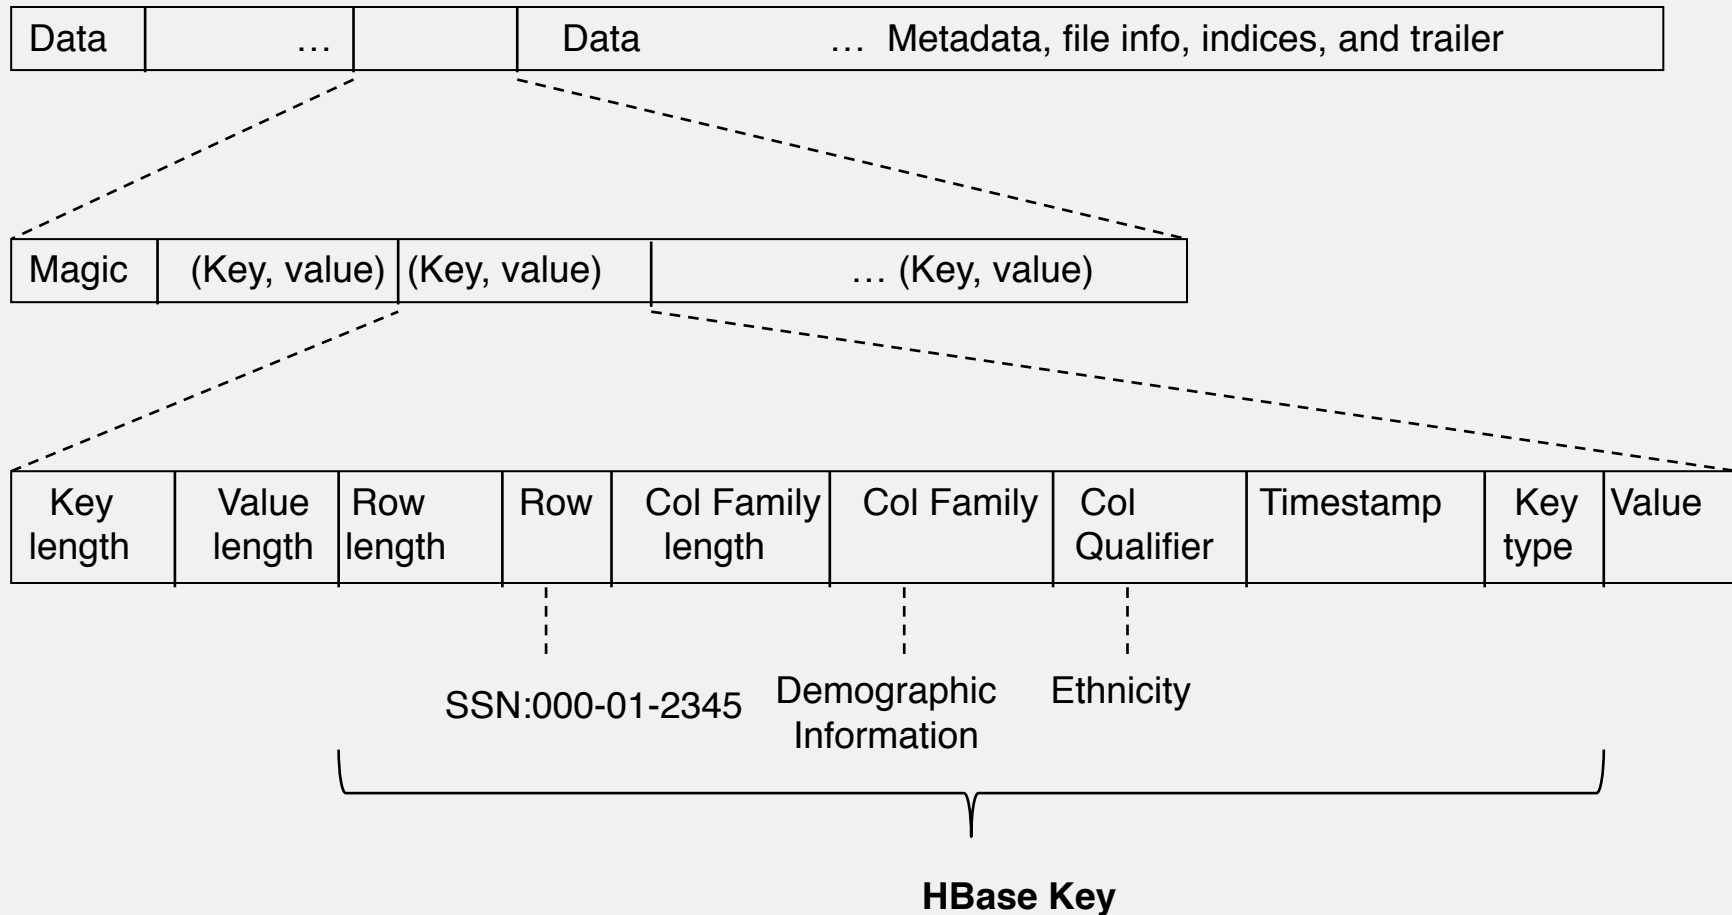 Data … Data … Metadata, file info, indices, and trailer
Magic (Key, value) (Key, value) … (Key, value)
Key length
Value length
Row length
Row
Col Family length
Col Family
Col Qualifier
Timestamp
Key type
Value
SSN:000-01-2345
Demographic
Information
Ethnicity
HBase Key